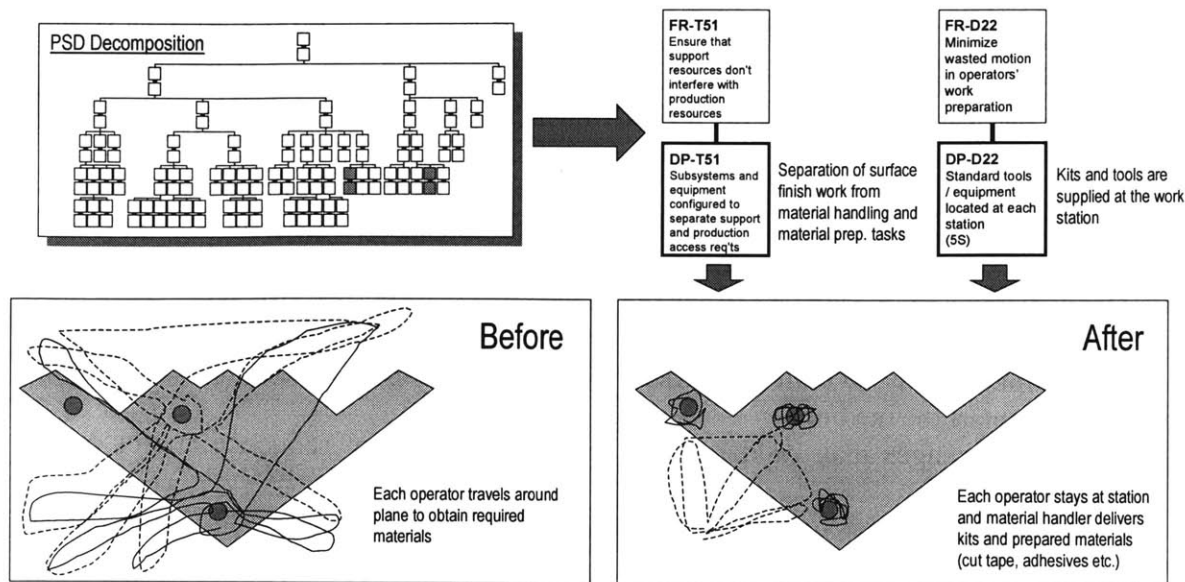 PSD Decomposition
FR-T51
Ensure that
support
resources don't
interfere with
production
resources
DP-T51
Subsystems and
equipment
configured to
separate support
and production
access req'ts
Separation of surface
finish work from
material handling and
material prep. tasks
FR-D22
Minimize
wasted motion
in operators'
work
preparation
DP-D22
Standard tools
/ equipment
located at each
station
(5S)
Kits and tools are
supplied at the work
station
Before
Each operator travels around
plane to obtain required
materials
After
Each operator stays at station
and material handler delivers
kits and prepared materials
(cut tape, adhesives etc.)